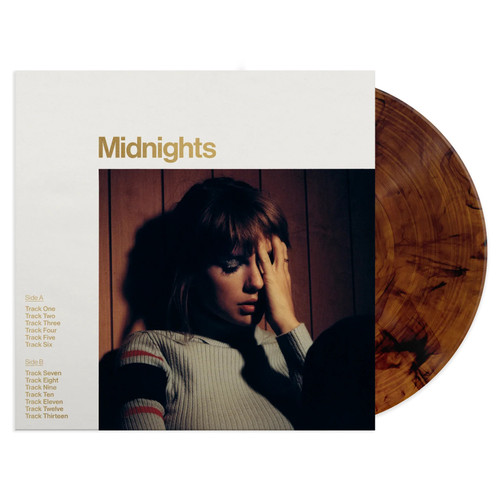 Midnights
Side A
Track One
Track Two
Track Three
Track Four
Track Five
Track Six
Side B
Track Seven
Track Eight
Track Nine
Track Ten
Track Eleven
Track Twelve
Track Thirteen